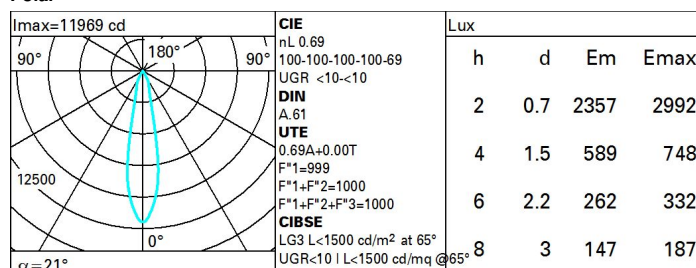 Imax=11969 cd
90° 180° 90°
12500
0°
α=21°
CIE
nL 0.69
100-100-100-100-69
UGR <10-<10
DIN
A.61
UTE
0.69A+0.00T
F"1=999
F"1+F"2=1000
F"1+F"2+F"3=1000
CIBSE
LG3 L<1500 cd/m² at 65°
UGR<10 | L<1500 cd/mq @65°
Lux
h d Em Emax
2 0.7 2357 2992
4 1.5 589 748
6 2.2 262 332
8 3 147 187